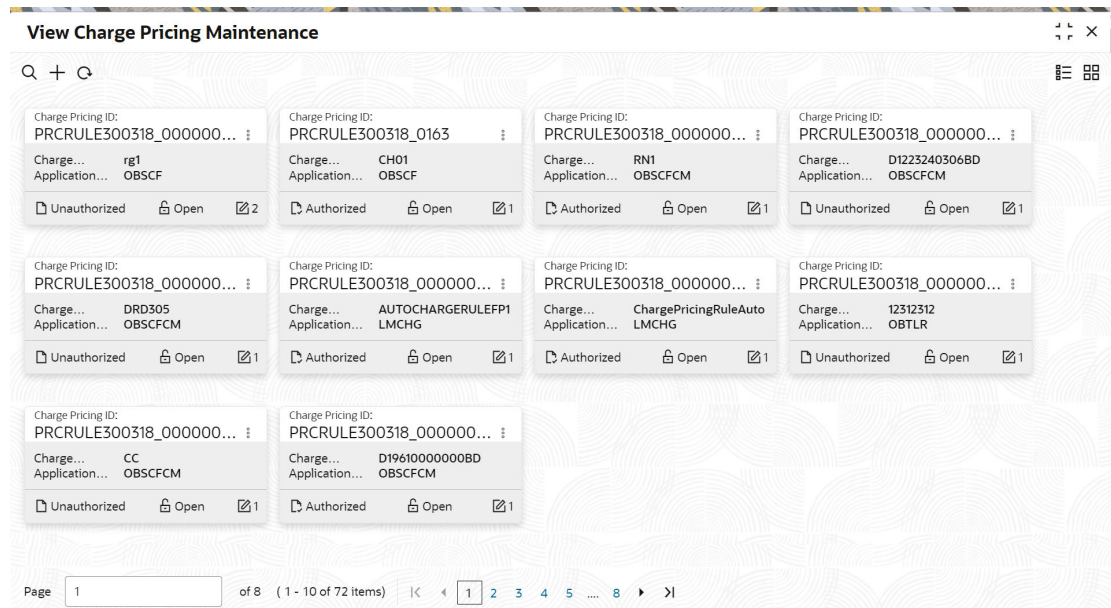 View Charge Pricing Maintenance
Charge Pricing ID:
PRCRULE300318_000000...
Charge... rg1
Application... OBSCF
Unauthorized Open 2
Charge Pricing ID:
PRCRULE300318_0163
Charge... CH01
Application... OBSCF
Authorized Open 1
Charge Pricing ID:
PRCRULE300318_000000...
Charge... RN1
Application... OBSCFCM
Authorized Open 1
Charge Pricing ID:
PRCRULE300318_000000...
Charge... D1223240306BD
Application... OBSCFCM
Unauthorized Open 1
Charge Pricing ID:
PRCRULE300318_000000...
Charge... DRD305
Application... OBSCFCM
Unauthorized Open 1
Charge Pricing ID:
PRCRULE300318_000000...
Charge... AUTOCHARGERULEFP1
Application... LMCHG
Authorized Open 1
Charge Pricing ID:
PRCRULE300318_000000...
Charge... ChargePricingRuleAuto
Application... LMCHG
Authorized Open 1
Charge Pricing ID:
PRCRULE300318_000000...
Charge... 12312312
Application... OBTLR
Unauthorized Open 1
Charge Pricing ID:
PRCRULE300318_000000...
Charge... CC
Application... OBSCFCM
Unauthorized Open 1
Charge Pricing ID:
PRCRULE300318_000000...
Charge... D19610000000BD
Application... OBSCFCM
Authorized Open 1
Page 1 of 8 (1 - 10 of 72 items) 1 2 3 4 5 .... 8